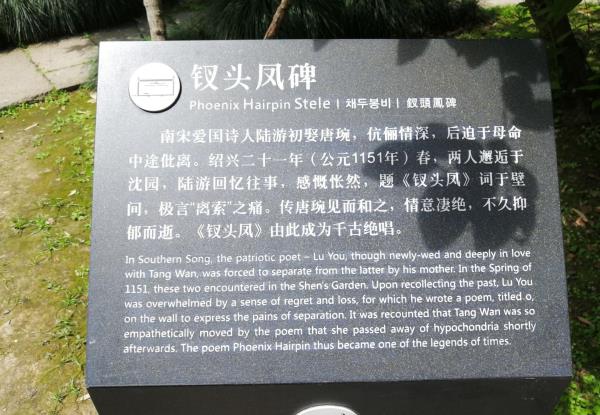 钗头凤碑
Phoenix Hairpin Stele | 채두봉비 | 釵頭鳳碑
南宋爱国诗人陆游初娶唐琬，伉俪情深，后迫于母命
中途仳离。绍兴二十一年（公元1151年）春，两人邂逅于
沈园，陆游回忆往事，感慨怅然，题《钗头凤》词于壁
间，极言“离索”之痛。传唐琬见而和之，情意凄绝，不久抑
郁而逝。《钗头凤》由此成为千古绝唱。
In Southern Song, the patriotic poet – Lu You, though newly-wed and deeply in love
with Tang Wan, was forced to separate from the latter by his mother. In the Spring of
1151, these two encountered in the Shen's Garden. Upon recollecting the past, Lu You
was overwhelmed by a sense of regret and loss, for which he wrote a poem, titled o,
on the wall to express the pains of separation. It was recounted that Tang Wan was so
empathetically moved by the poem that she passed away of hypochondria shortly
afterwards. The poem Phoenix Hairpin thus became one of the legends of times.